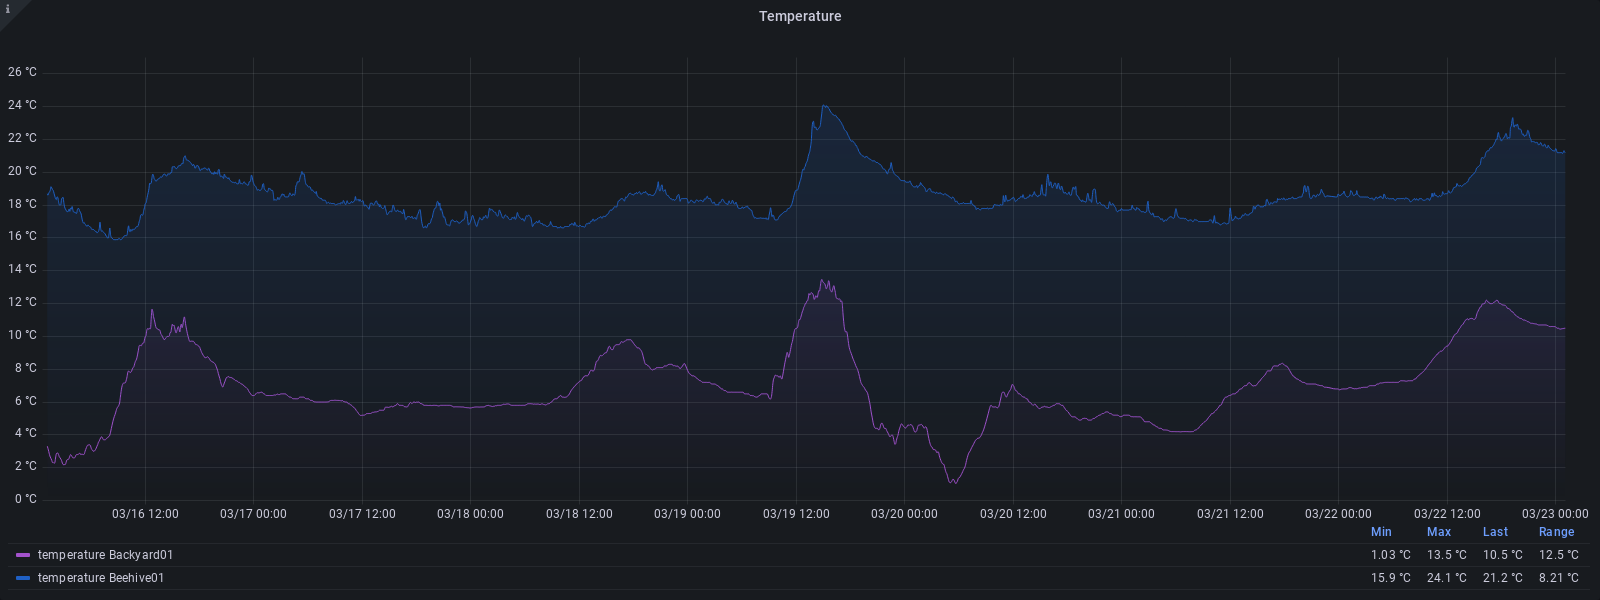 i
Temperature
26 °C
24 °C
22 °C
20 °C
18 °C
16 °C
14 °C
12 °C
10 °C
8 °C
6 °C
4 °C
2 °C
0 °C
03/16 12:00 03/17 00:00 03/17 12:00 03/18 00:00 03/18 12:00 03/19 00:00 03/19 12:00 03/20 00:00 03/20 12:00 03/21 00:00 03/21 12:00 03/22 00:00 03/22 12:00 03/23 00:00
Min Max Last Range
temperature Backyard01 1.03 °C 13.5 °C 10.5 °C 12.5 °C
temperature Beehive01 15.9 °C 24.1 °C 21.2 °C 8.21 °C